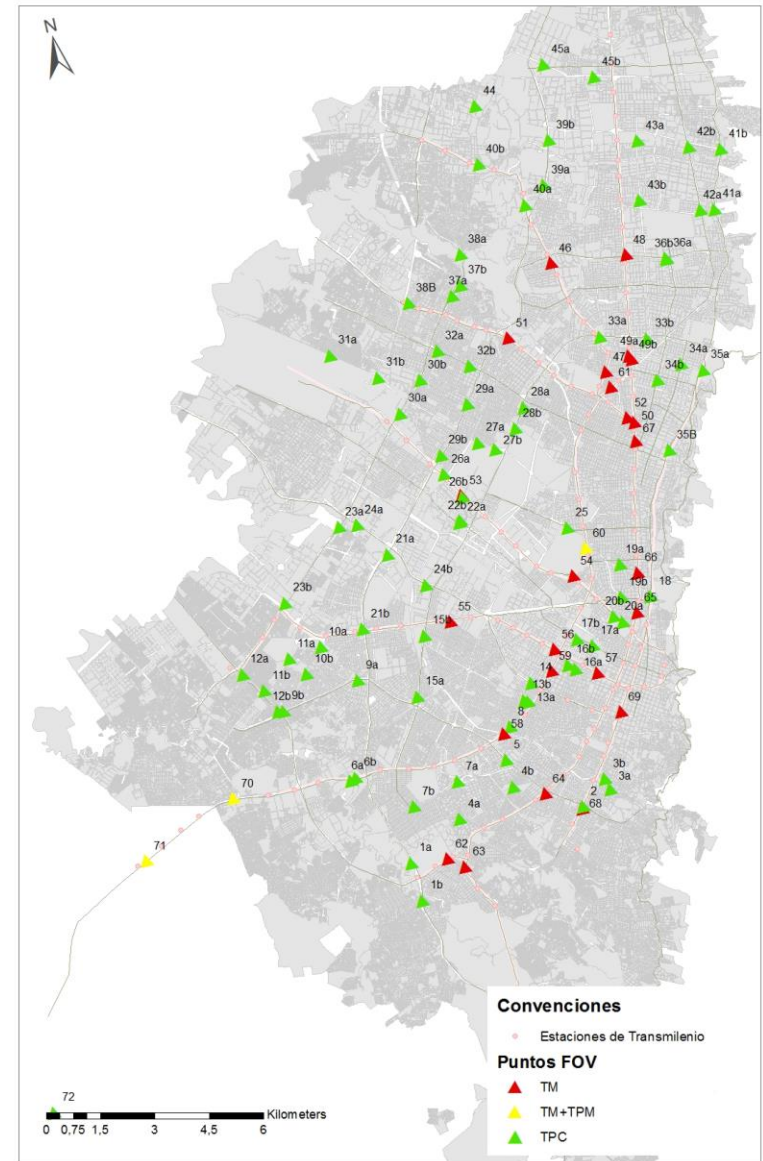 N
45a
45b
44
39b
43a
42b
41b
40b
39a
40a
43b
42a
41a
38a
46
48
36b
36a
37b
37a
38B
51
33a
33b
49a
49b
31a
32a
47
34a
35a
31b
30b
32b
61
34b
30a
29a
28a
52
28b
50
67
27a
29b
27b
35B
26a
26b
53
22b
22a
25
23a
24a
60
21a
19a
66
54
24b
19b
18
23b
20b
65
20a
55
21b
15b
17b
17a
10a
56
11a
16b
57
10b
59
12a
9a
14
16a
11b
13b
15a
12b
9b
13a
69
8
58
5
6a
6b
7a
4b
3b
3a
70
64
2
7b
68
4a
71
1a
62
63
1b
Convenciones
Estaciones de Transmilenio
Puntos FOV
TM
TM+TPM
TPC
72
Kilometers
0 0,75 1,5 3 4,5 6